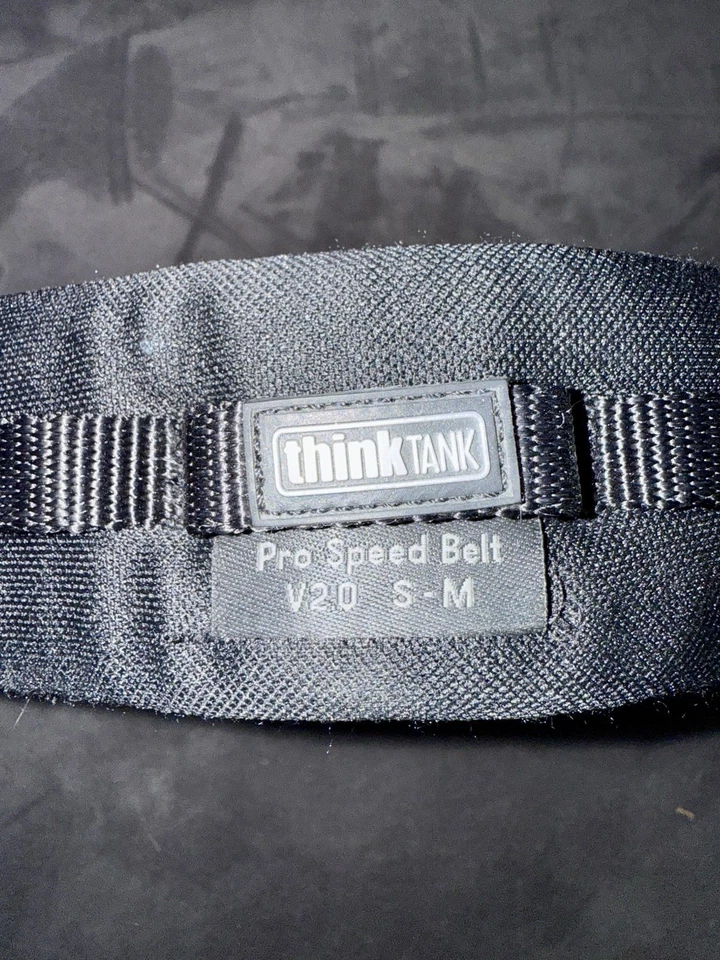 thinkTANK
Pro Speed Belt
V2.0 S-M